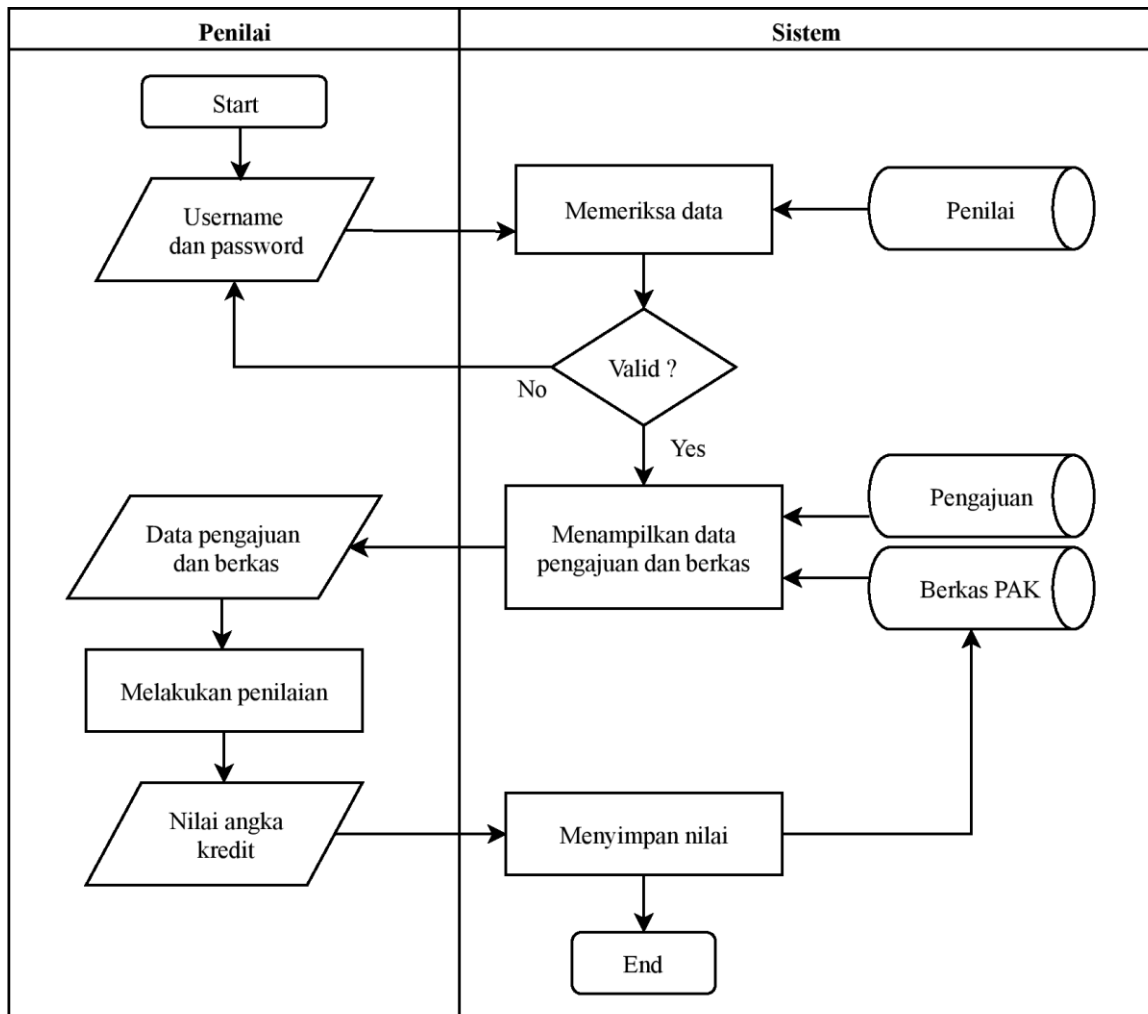 Penilai
Sistem
Start
Username
dan password
Memeriksa data
Penilai
Valid ?
No
Yes
Data pengajuan
dan berkas
Menampilkan data
pengajuan dan berkas
Pengajuan
Berkas PAK
Melakukan penilaian
Nilai angka
kredit
Menyimpan nilai
End